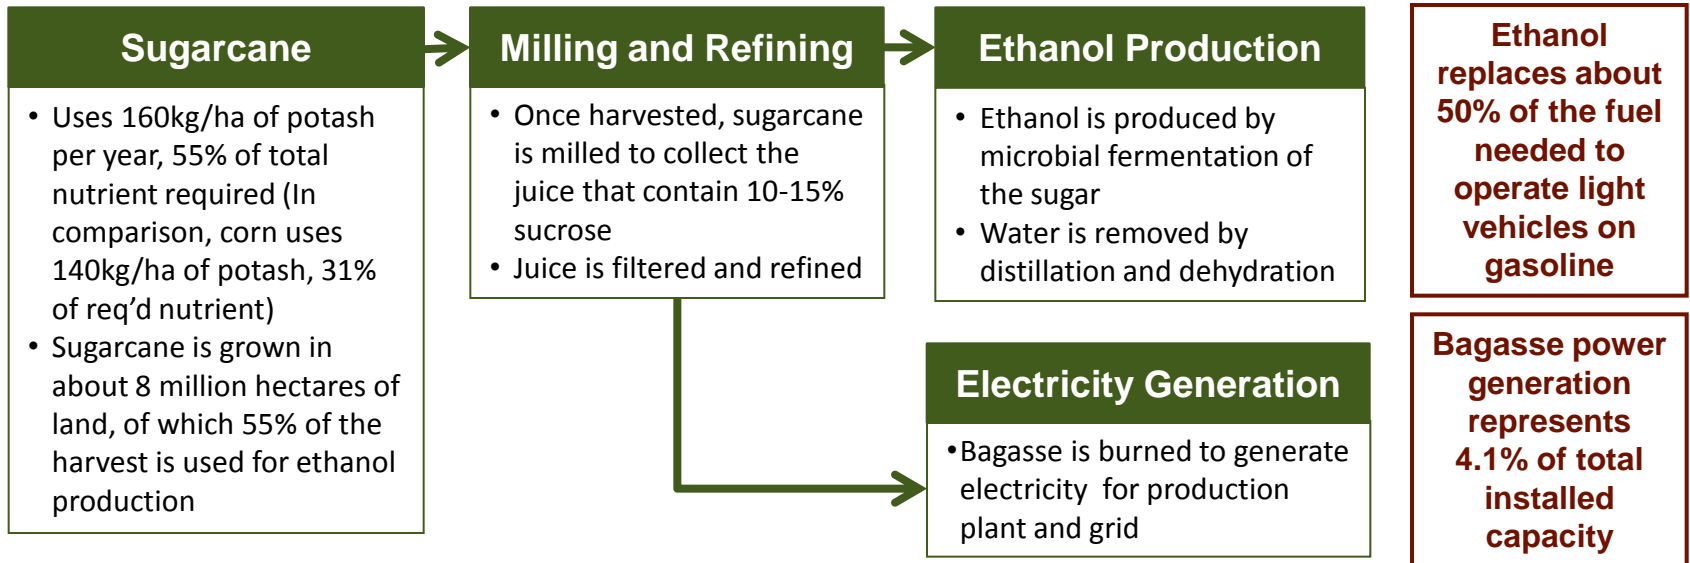 Sugarcane
• Uses 160kg/ha of potash
per year, 55% of total
nutrient required (In
comparison, corn uses
140kg/ha of potash, 31%
of req’d nutrient)
• Sugarcane is grown in
about 8 million hectares of
land, of which 55% of the
harvest is used for ethanol
production
Milling and Refining
• Once harvested, sugarcane
is milled to collect the
juice that contain 10-15%
sucrose
• Juice is filtered and refined
Ethanol Production
• Ethanol is produced by
microbial fermentation of
the sugar
• Water is removed by
distillation and dehydration
Electricity Generation
•Bagasse is burned to generate
electricity for production
plant and grid
Ethanol
replaces about
50% of the fuel
needed to
operate light
vehicles on
gasoline
Bagasse power
generation
represents
4.1% of total
installed
capacity